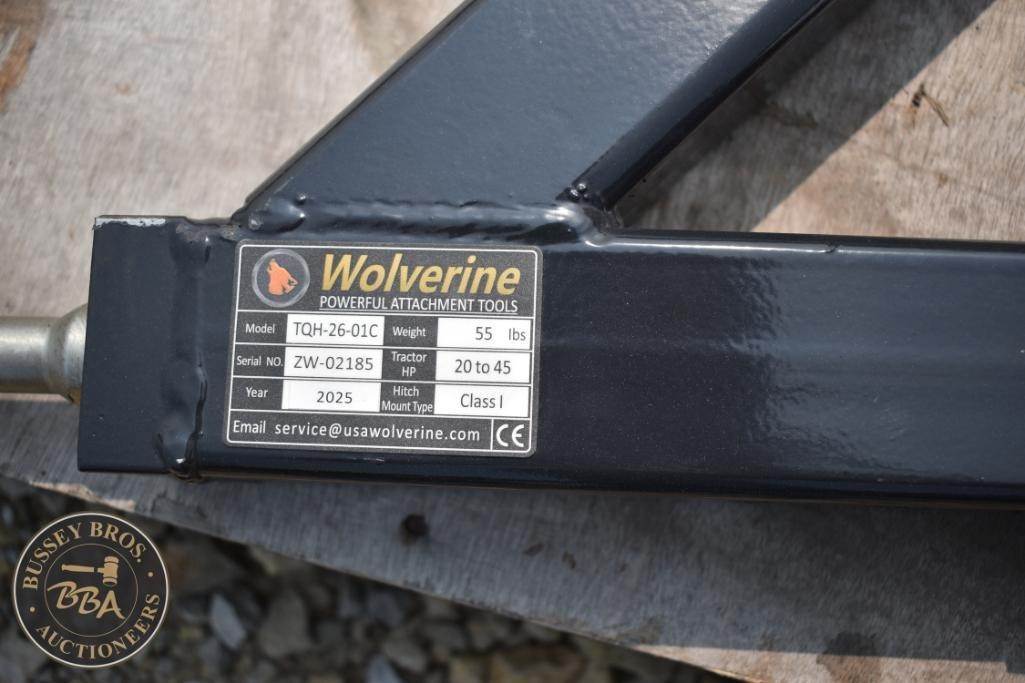 Wolverine
POWERFUL ATTACHMENT TOOLS
Model TQH-26-01C Weight 55 lbs
Serial NO. ZW-02185 Tractor HP 20 to 45
Year 2025 Hitch Mount Type Class I
Email service@usawolverine.com CE
BUSSEY BROS.
BBA
AUCTIONEERS